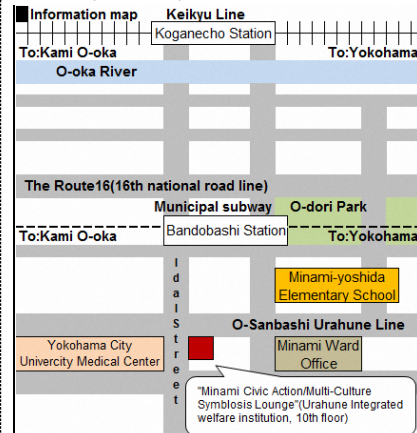 Information map
Keikyu Line
Koganecho Station
To:Kami O-oka
To:Yokohama
O-oka River
The Route16(16th national road line)
Municipal subway
O-dori Park
Bandobashi Station
To:Kami O-oka
To:Yokohama
Idal Street
Minami-yoshida
Elementary School
O-Sanbashi Urahune Line
Yokohama City
Univercity Medical Center
Minami Ward
Office
"Minami Civic Action/Multi-Culture
Symblosis Lounge"(Urahune Integrated
welfare institution, 10th floor)